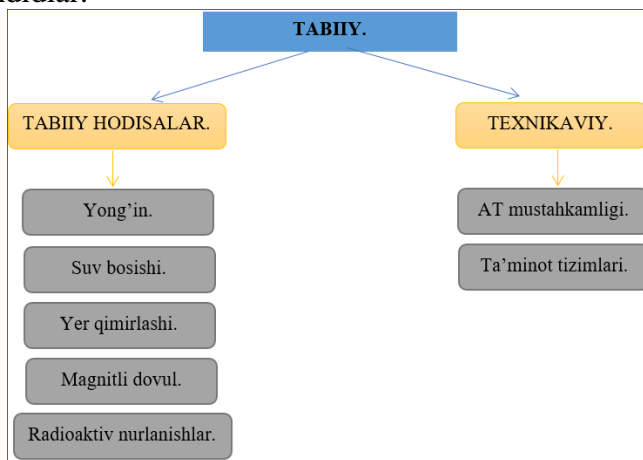 TABIIY.
TABIIY HODISALAR.
Yong’in.
Suv bosishi.
Yer qimirlashi.
Magnitli dovul.
Radioaktiv nurlanishlar.
TEXNIKAVIY.
AT mustahkamligi.
Ta’minot tizimlari.